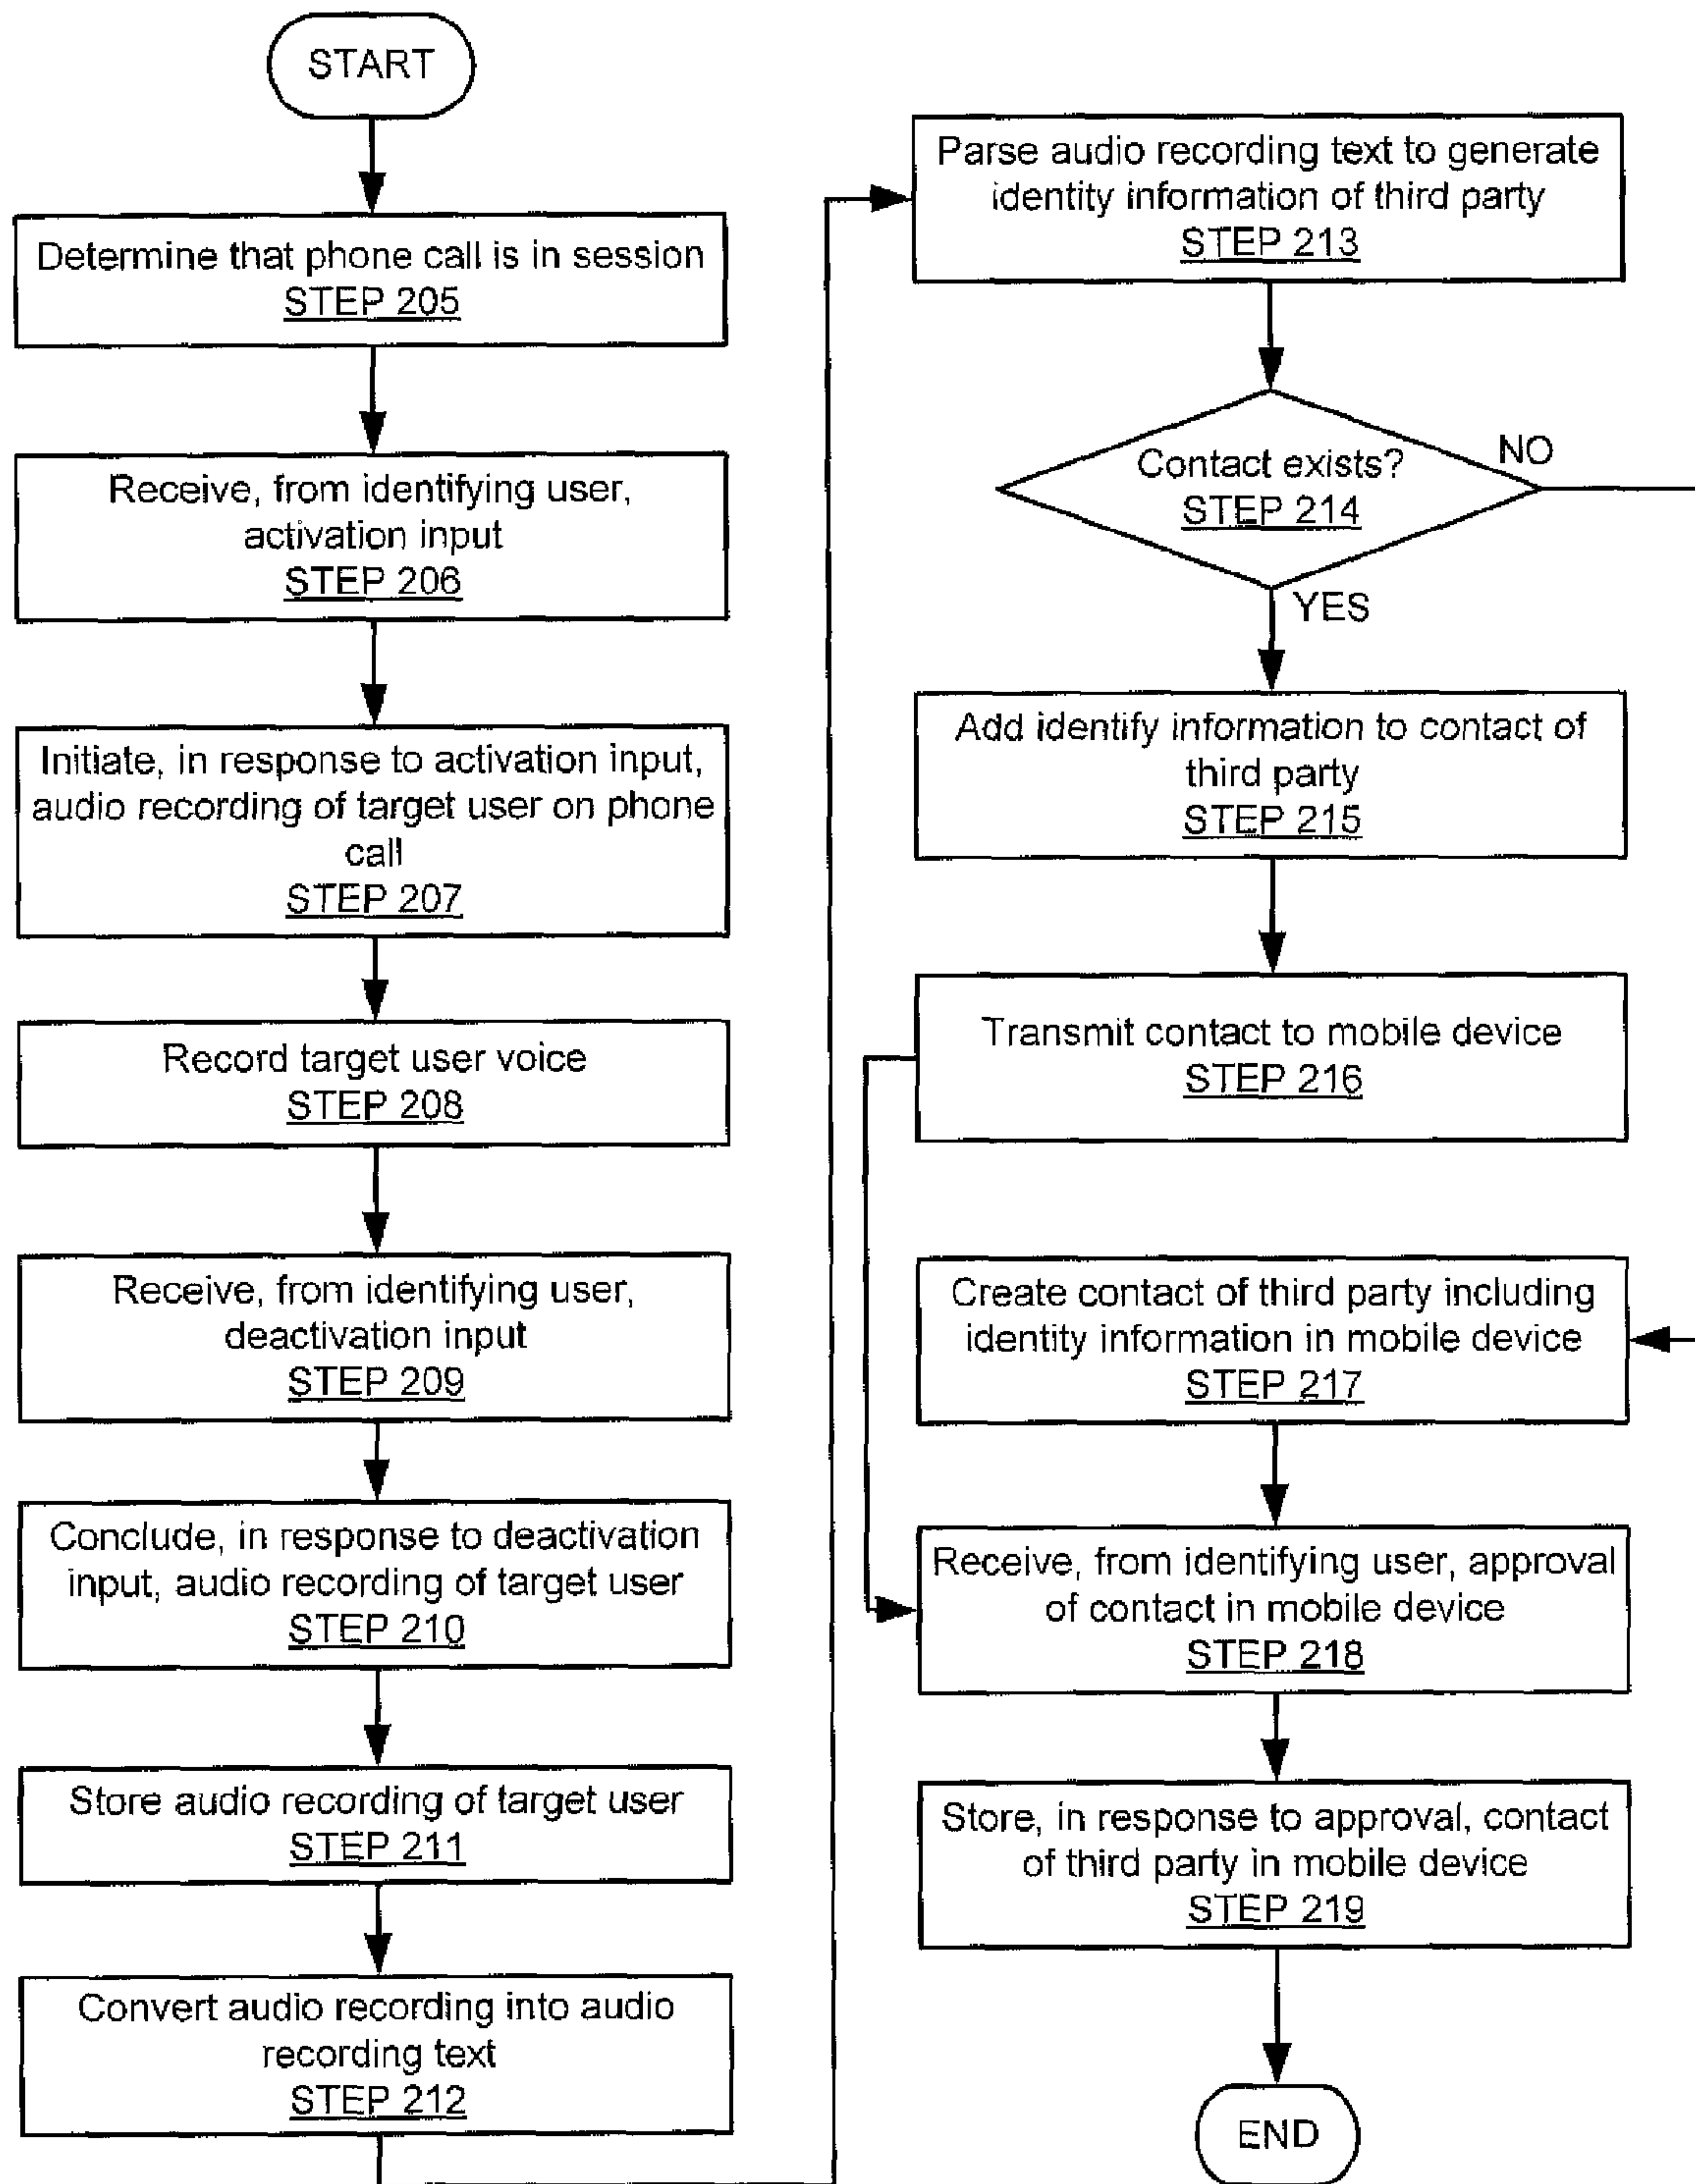 START
Determine that phone call is in session
STEP 205
Receive, from identifying user,
activation input
STEP 206
Initiate, in response to activation input,
audio recording of target user on phone
call
STEP 207
Record target user voice
STEP 208
Receive, from identifying user,
deactivation input
STEP 209
Conclude, in response to deactivation
input, audio recording of target user
STEP 210
Store audio recording of target user
STEP 211
Convert audio recording into audio
recording text
STEP 212
Parse audio recording text to generate
identity information of third party
STEP 213
Contact exists?
STEP 214
NO
YES
Add identify information to contact of
third party
STEP 215
Transmit contact to mobile device
STEP 216
Create contact of third party including
identity information in mobile device
STEP 217
Receive, from identifying user, approval
of contact in mobile device
STEP 218
Store, in response to approval, contact
of third party in mobile device
STEP 219
END